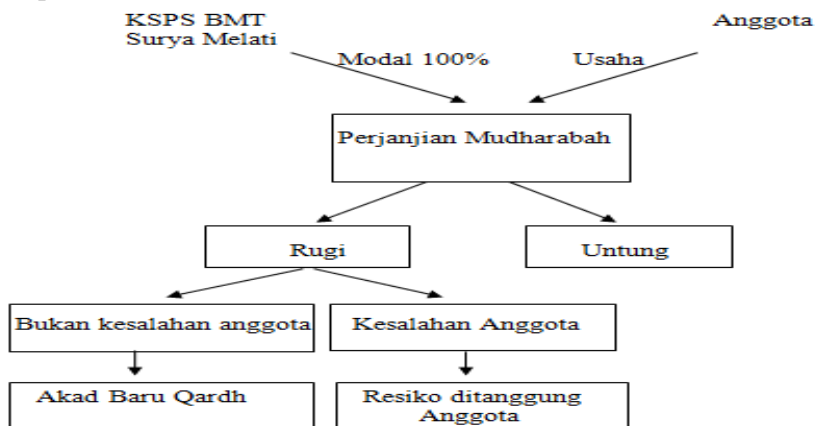 KSPS BMT
Surya Melati
Anggota
Modal 100%
Usaha
Perjanjian Mudharabah
Rugi
Untung
Bukan kesalahan anggota
Kesalahan Anggota
Akad Baru Qardh
Resiko ditanggung
Anggota